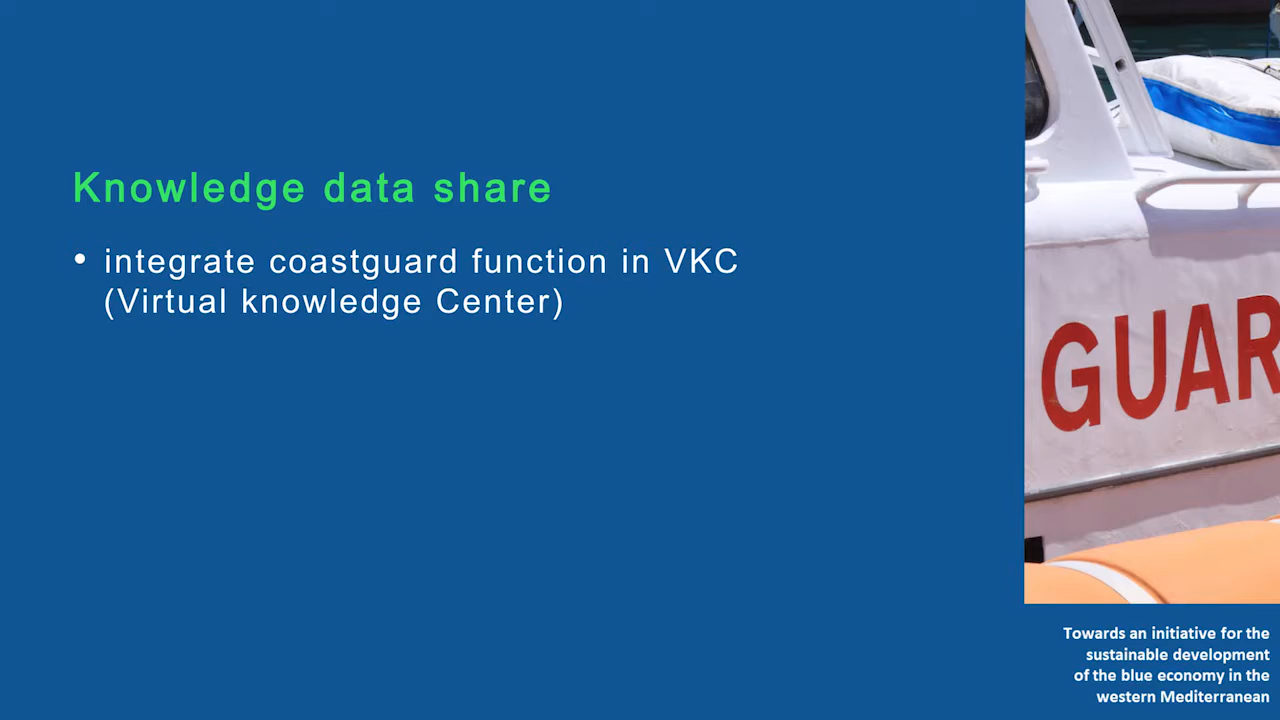 Knowledge data share
• integrate coastguard function in VKC
(Virtual knowledge Center)
GUAR
Towards an initiative for the
sustainable development
of the blue economy in the
western Mediterranean